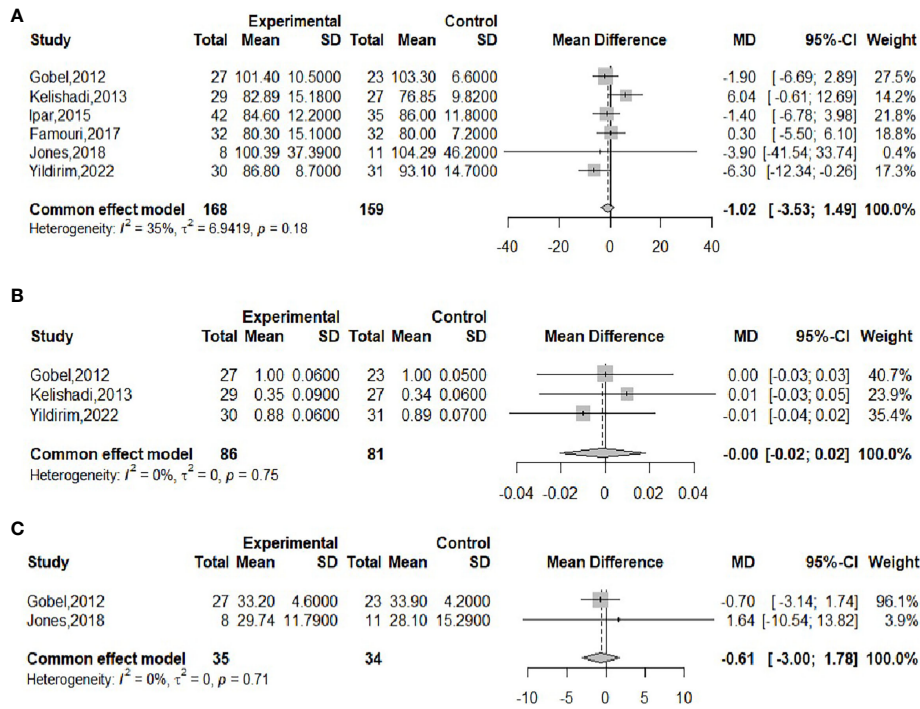 A
Experimental Control
Study Total Mean SD Total Mean SD Mean Difference MD 95%-CI Weight
Gobel,2012 27 101.40 10.5000 23 103.30 6.6000 -1.90 [-6.69; 2.89] 27.5%
Kelishadi,2013 29 82.89 15.1800 27 76.85 9.8200 6.04 [-0.61; 12.69] 14.2%
Ipar,2015 42 84.60 12.2000 35 86.00 11.8000 -1.40 [-6.78; 3.98] 21.8%
Famouri,2017 32 80.30 15.1000 32 80.00 7.2000 0.30 [-5.50; 6.10] 18.8%
Jones,2018 8 100.39 37.3900 11 104.29 46.2000 -3.90 [-41.54; 33.74] 0.4%
Yildirim,2022 30 86.80 8.7000 31 93.10 14.7000 -6.30 [-12.34; -0.26] 17.3%
Common effect model 168 159 -1.02 [-3.53; 1.49] 100.0%
Heterogeneity: I² = 35%, τ² = 6.9419, p = 0.18
-40 -20 0 20 40
B
Experimental Control
Study Total Mean SD Total Mean SD Mean Difference MD 95%-CI Weight
Gobel,2012 27 1.00 0.0600 23 1.00 0.0500 0.00 [-0.03; 0.03] 40.7%
Kelishadi,2013 29 0.35 0.0900 27 0.34 0.0600 0.01 [-0.03; 0.05] 23.9%
Yildirim,2022 30 0.88 0.0600 31 0.89 0.0700 -0.01 [-0.04; 0.02] 35.4%
Common effect model 86 81 -0.00 [-0.02; 0.02] 100.0%
Heterogeneity: I² = 0%, τ² = 0, p = 0.75
-0.04 -0.02 0 0.02 0.04
C
Experimental Control
Study Total Mean SD Total Mean SD Mean Difference MD 95%-CI Weight
Gobel,2012 27 33.20 4.6000 23 33.90 4.2000 -0.70 [-3.14; 1.74] 96.1%
Jones,2018 8 29.74 11.7900 11 28.10 15.2900 1.64 [-10.54; 13.82] 3.9%
Common effect model 35 34 -0.61 [-3.00; 1.78] 100.0%
Heterogeneity: I² = 0%, τ² = 0, p = 0.71
-10 -5 0 5 10